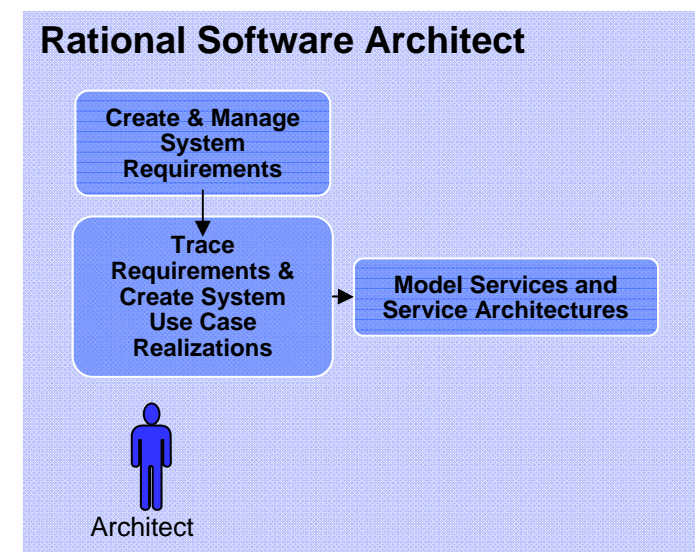 Rational Software Architect
Create & Manage
System
Requirements
Trace
Requirements &
Create System
Use Case
Realizations
Model Services and
Service Architectures
Architect